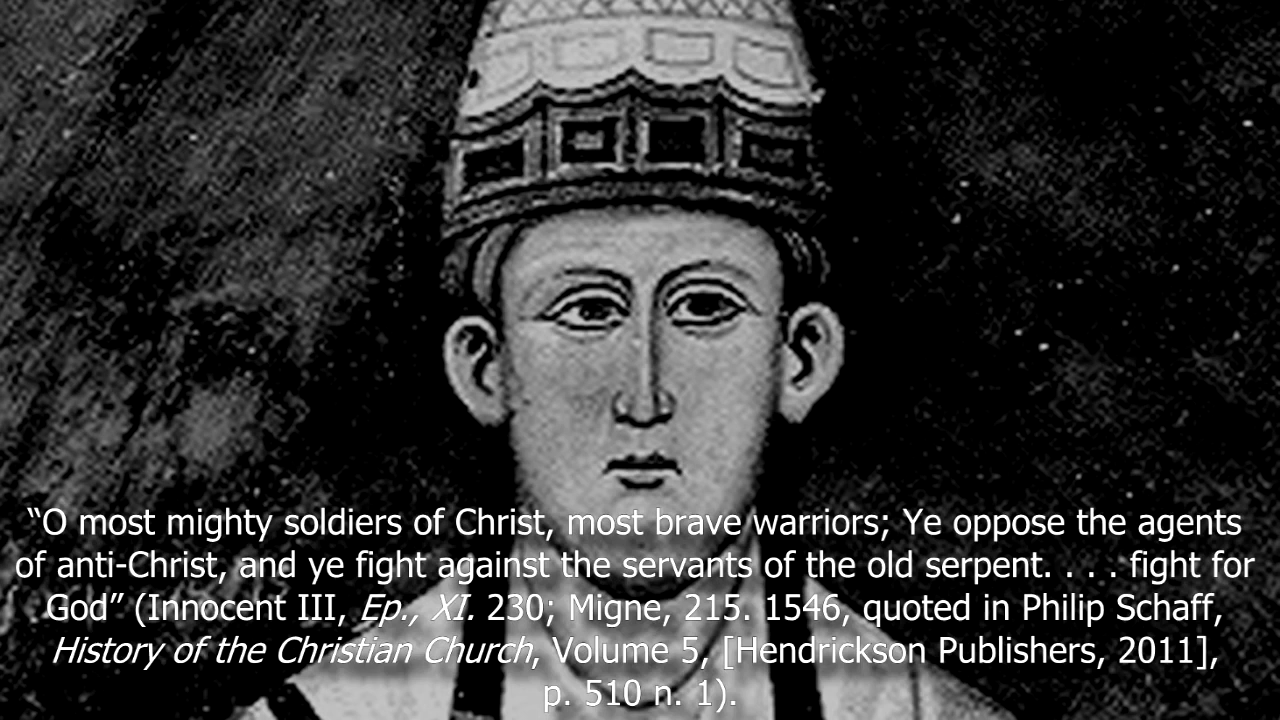 “O most mighty soldiers of Christ, most brave warriors; Ye oppose the agents
of anti-Christ, and ye fight against the servants of the old serpent. . . . fight for
God” (Innocent III, Ep., XI. 230; Migne, 215. 1546, quoted in Philip Schaff,
History of the Christian Church, Volume 5, [Hendrickson Publishers, 2011],
p. 510 n. 1).